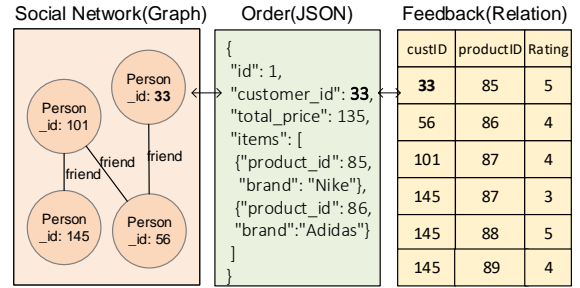 Social Network(Graph)
Person
_id: 33
Person
_id: 101
friend
friend
friend
Person
_id: 145
Person
_id: 56
Order(JSON)
{
"id": 1,
"customer_id": 33,
"total_price": 135,
"items": [
{"product_id": 85,
"brand": "Nike"},
{"product_id": 86,
"brand":"Adidas"}
]
}
Feedback(Relation)
custID productID Rating
33 85 5
56 86 4
101 87 4
145 87 3
145 88 5
145 89 4